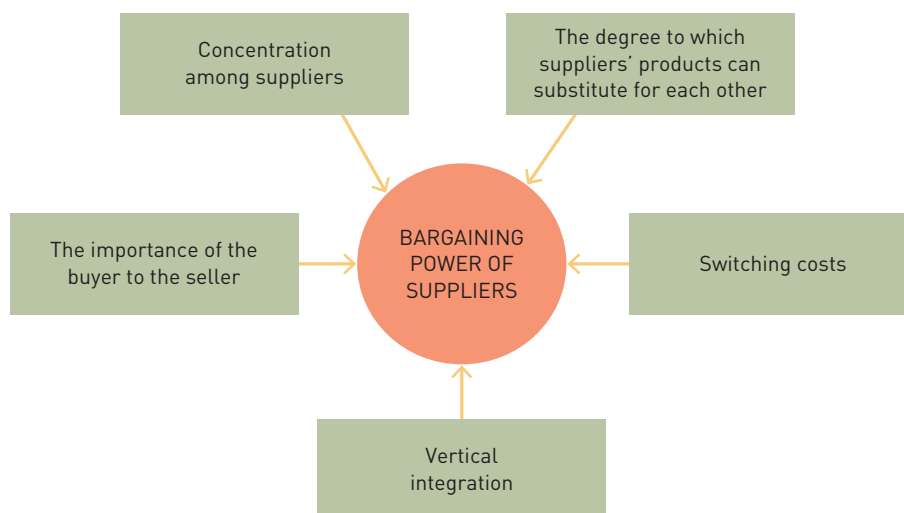 Concentration
among suppliers
The degree to which
suppliers’ products can
substitute for each other
The importance of the
buyer to the seller
BARGAINING
POWER OF
SUPPLIERS
Switching costs
Vertical
integration